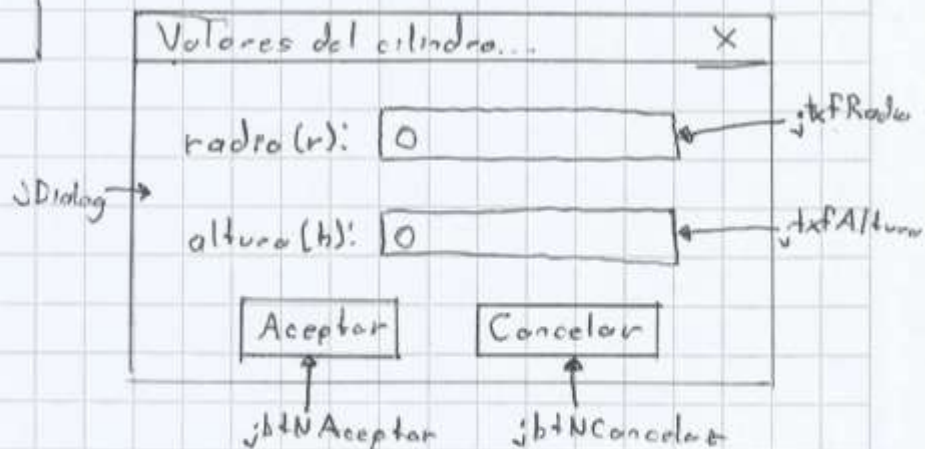 Valores del cilindro... X
radio (r): 0
jtxfRadio
jDialog
altura (h): 0
jtxfAltura
Aceptar Cancelar
jbtNAceptar jbtNCancelar